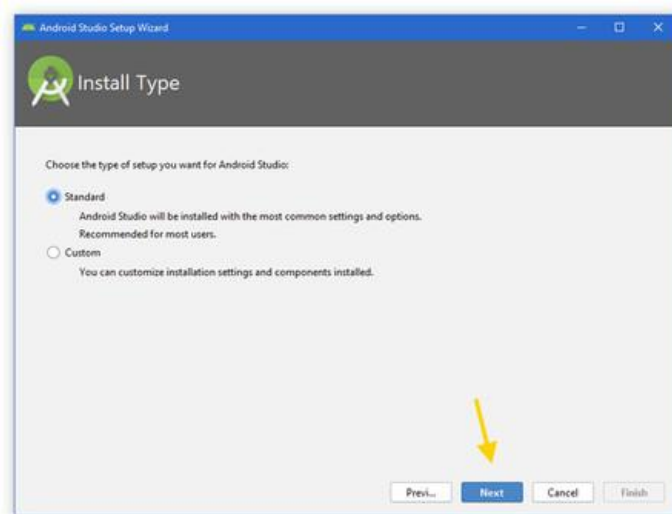 Android Studio Setup Wizard
Install Type
Choose the type of setup you want for Android Studio:
Standard
Android Studio will be installed with the most common settings and options.
Recommended for most users.
Custom
You can customize installation settings and components installed.
Previ... Next Cancel Finish